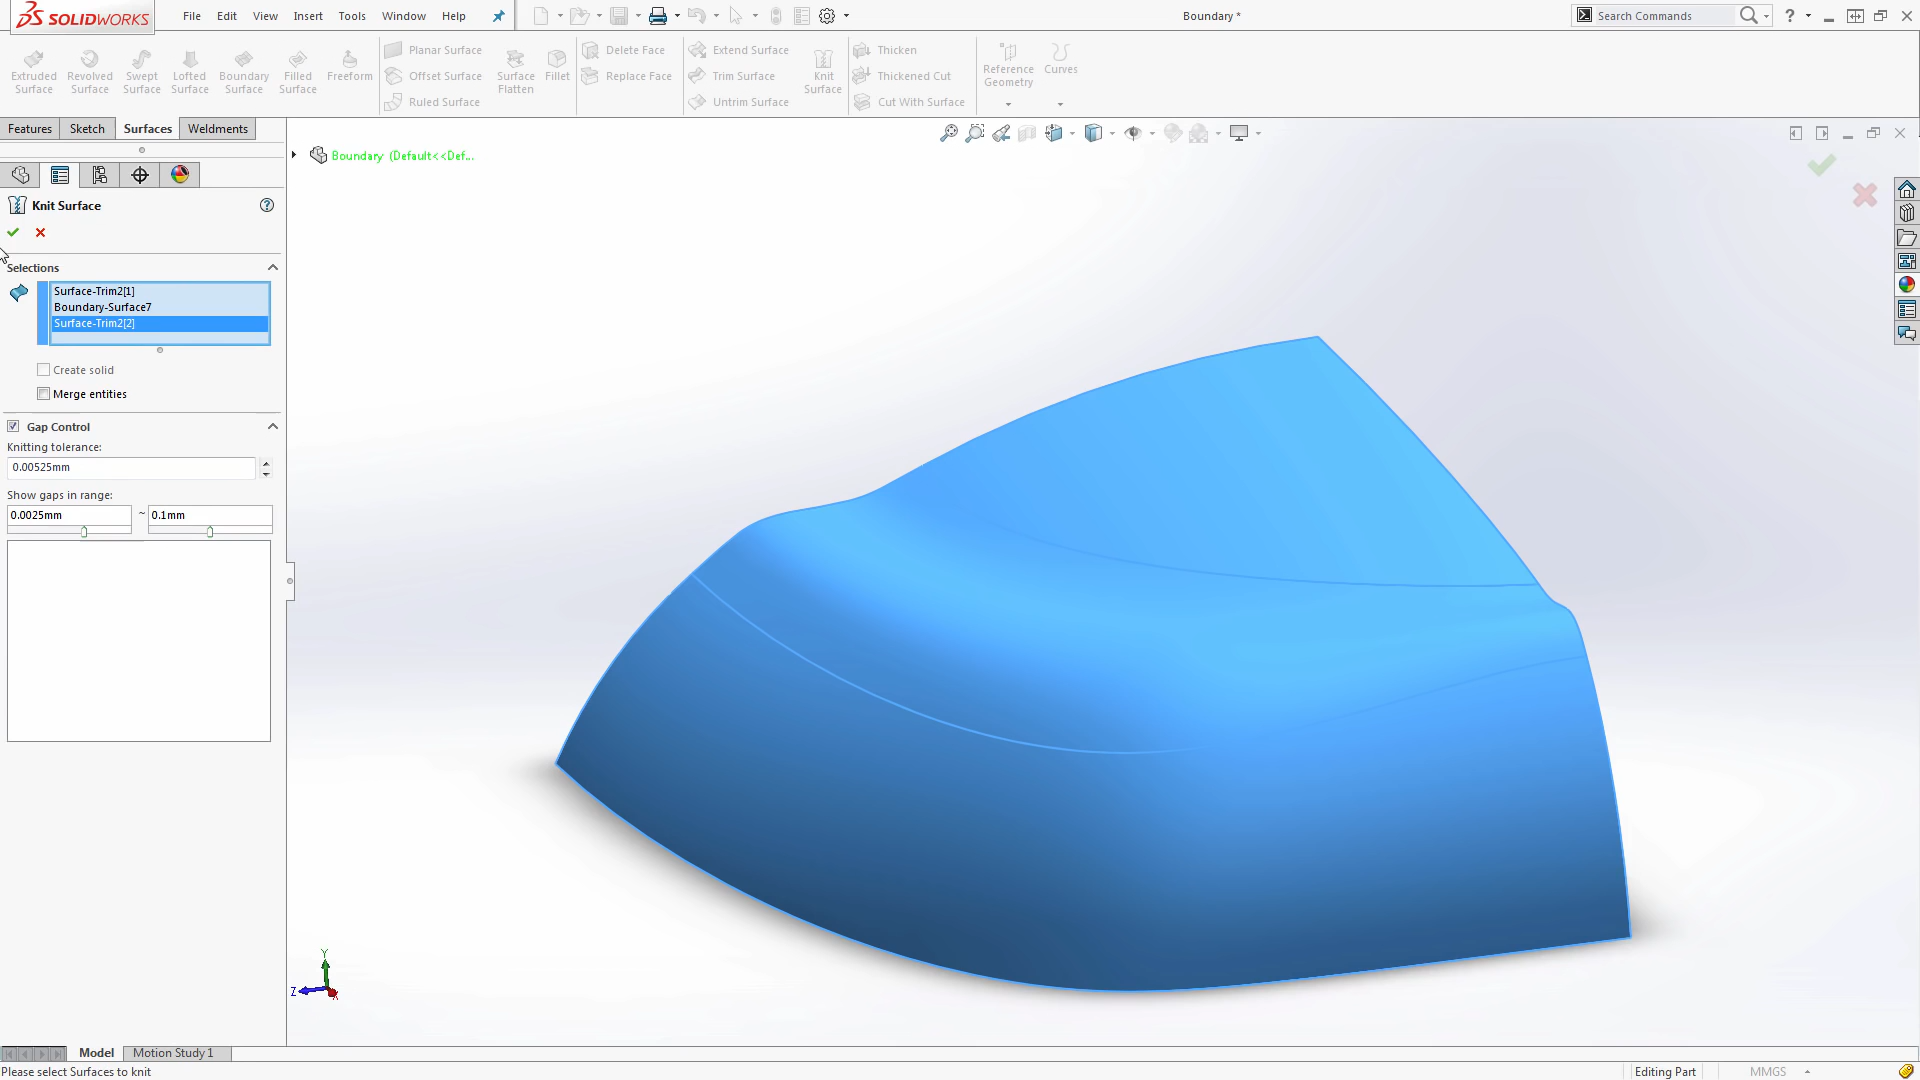 SOLIDWORKS File Edit View Insert Tools Window Help Boundary * Search Commands ?
Extruded Surface
Revolved Surface
Swept Surface
Lofted Surface
Boundary Surface
Filled Surface
Freeform
Planar Surface
Offset Surface
Ruled Surface
Surface Flatten
Fillet
Delete Face
Replace Face
Extend Surface
Trim Surface
Untrim Surface
Knit Surface
Thicken
Thickened Cut
Cut With Surface
Reference Geometry
Curves
Features Sketch Surfaces Weldments
Boundary (Default<<Def...
Knit Surface
?
Selections
Surface-Trim2[1]
Boundary-Surface7
Surface-Trim2[2]
Create solid
Merge entities
Gap Control
Knitting tolerance:
0.00525mm
Show gaps in range:
0.0025mm ~ 0.1mm
Y
Z
X
Model Motion Study 1
Please select Surfaces to knit Editing Part MMGS